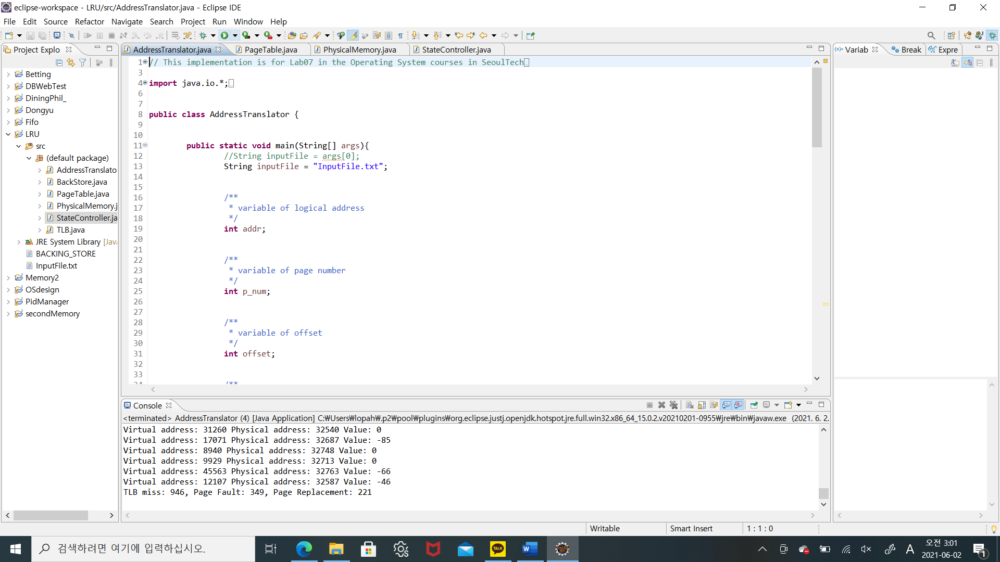 eclipse-workspace - LRU/src/AddressTranslator.java - Eclipse IDE
File Edit Source Refactor Navigate Search Project Run Window Help
Project Explo
AddressTranslator.java
PageTable.java
PhysicalMemory.java
StateController.java
Variab
Break
Expre
Betting
DBWebTest
DiningPhil_
Dongyu
Fifo
LRU
src
(default package)
AddressTranslato
BackStore.java
PageTable.java
PhysicalMemory.j
StateController.ja
TLB.java
JRE System Library [Java
BACKING_STORE
InputFile.txt
Memory2
OSdesign
PidManager
secondMemory
1 // This implementation is for Lab07 in the Operating System courses in SeoulTech
3
4 import java.io.*;
6
7
8 public class AddressTranslator {
9
10
11 public static void main(String[] args){
12 //String inputFile = args[0];
13 String inputFile = "InputFile.txt";
14
15
16 /**
17 * variable of logical address
18 */
19 int addr;
20
21
22 /**
23 * variable of page number
24 */
25 int p_num;
26
27
28 /**
29 * variable of offset
30 */
31 int offset;
32
33
34 /**
Console
<terminated> AddressTranslator (4) [Java Application] C:₩Users₩lopah₩.p2₩pool₩plugins₩org.eclipse.justj.openjdk.hotspot.jre.full.win32.x86_64_15.0.2.v20210201-0955₩jre₩bin₩javaw.exe (2021. 6. 2.
Virtual address: 31260 Physical address: 32540 Value: 0
Virtual address: 17071 Physical address: 32687 Value: -85
Virtual address: 8940 Physical address: 32748 Value: 0
Virtual address: 9929 Physical address: 32713 Value: 0
Virtual address: 45563 Physical address: 32763 Value: -66
Virtual address: 12107 Physical address: 32587 Value: -46
TLB miss: 946, Page Fault: 349, Page Replacement: 221
Writable
Smart Insert
1 : 1 : 0
검색하려면 여기에 입력하십시오.
TALK
A
오전 3:01
2021-06-02
1